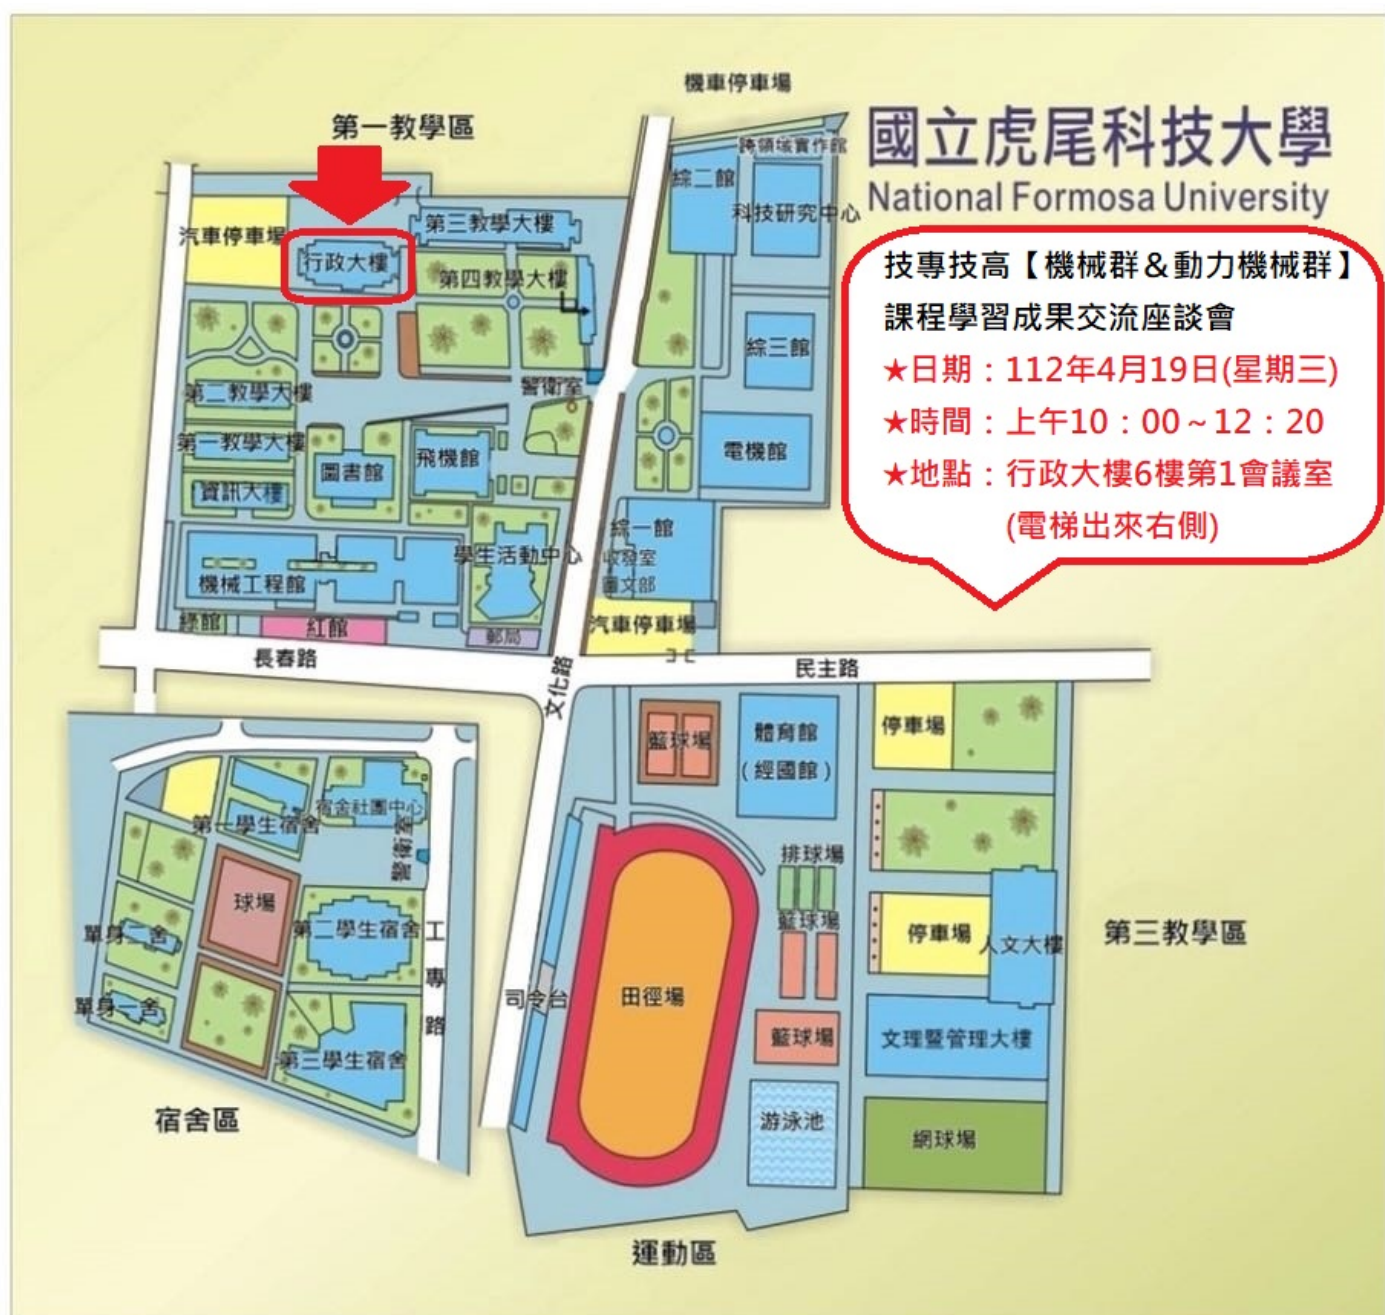 機車停車場
第一教學區
國立虎尾科技大學
National Formosa University
跨領域實作館
綜二館
科技研究中心
汽車停車場
行政大樓
第三教學大樓
第四教學大樓
技專技高【機械群&動力機械群】
課程學習成果交流座談會
★日期：112年4月19日(星期三)
★時間：上午10：00～12：20
★地點：行政大樓6樓第1會議室
(電梯出來右側)
綜三館
警衛室
第二教學大樓
第一教學大樓
圖書館
飛機館
電機館
資訊大樓
綜一館
收發室
圖文部
學生活動中心
機械工程館
綠館
紅館
郵局
汽車停車場
長春路
文化路
民主路
籃球場
體育館
(經國館)
停車場
宿舍社團中心
第一學生宿舍
警衛室
排球場
球場
籃球場
第二學生宿舍
單身二舍
停車場
人文大樓
第三教學區
工專路
司令台
田徑場
單身一舍
籃球場
文理暨管理大樓
第三學生宿舍
宿舍區
游泳池
網球場
運動區